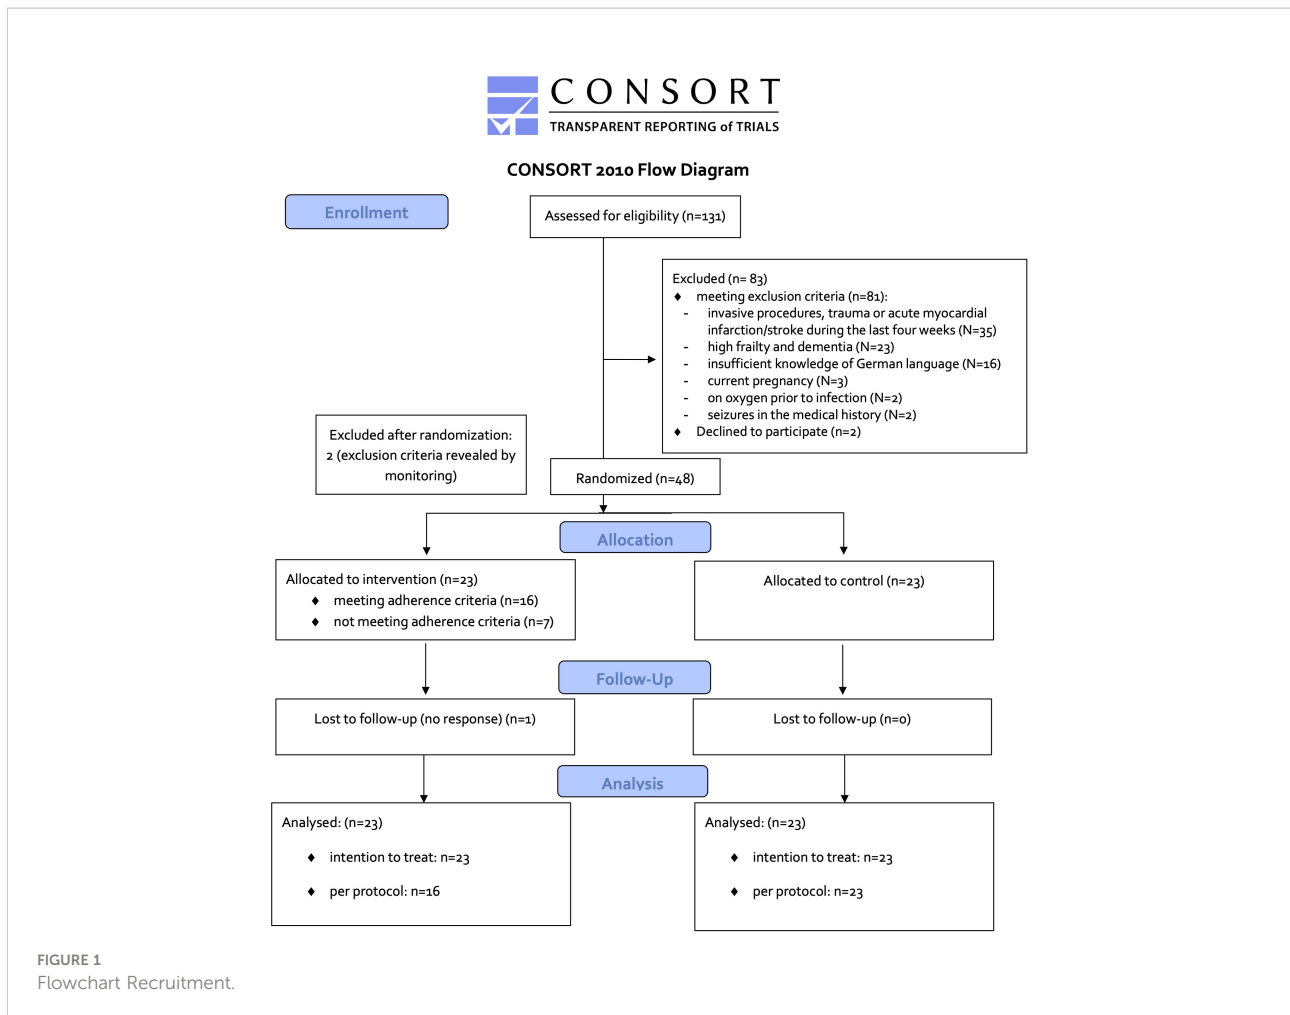 CONSORT
TRANSPARENT REPORTING of TRIALS
CONSORT 2010 Flow Diagram
Enrollment
Assessed for eligibility (n=131)
Excluded (n= 83)
♦ meeting exclusion criteria (n=81):
- invasive procedures, trauma or acute myocardial
infarction/stroke during the last four weeks (N=35)
- high frailty and dementia (N=23)
- insufficient knowledge of German language (N=16)
- current pregnancy (N=3)
- on oxygen prior to infection (N=2)
- seizures in the medical history (N=2)
♦ Declined to participate (n=2)
Excluded after randomization:
2 (exclusion criteria revealed by
monitoring)
Randomized (n=48)
Allocation
Allocated to intervention (n=23)
♦ meeting adherence criteria (n=16)
♦ not meeting adherence criteria (n=7)
Allocated to control (n=23)
Follow-Up
Lost to follow-up (no response) (n=1)
Lost to follow-up (n=0)
Analysis
Analysed: (n=23)
♦ intention to treat: n=23
♦ per protocol: n=16
Analysed: (n=23)
♦ intention to treat: n=23
♦ per protocol: n=23
FIGURE 1
Flowchart Recruitment.